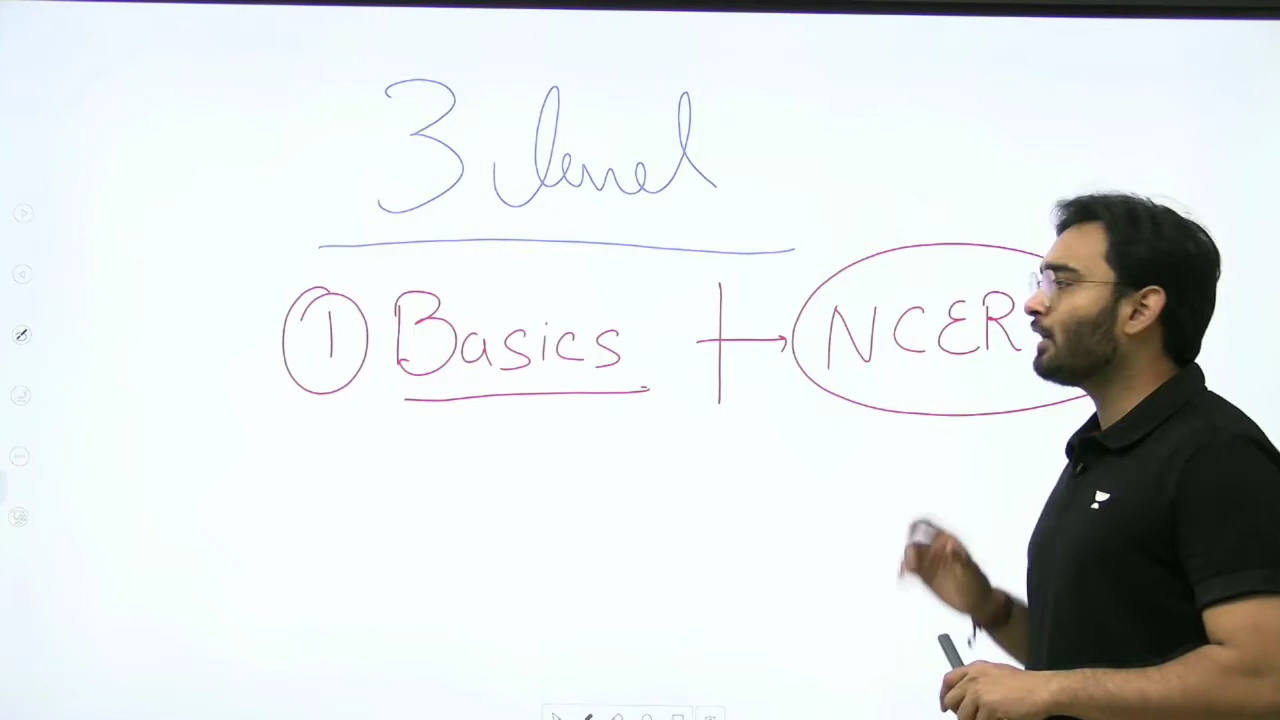 3 level
1 Basics → NCER